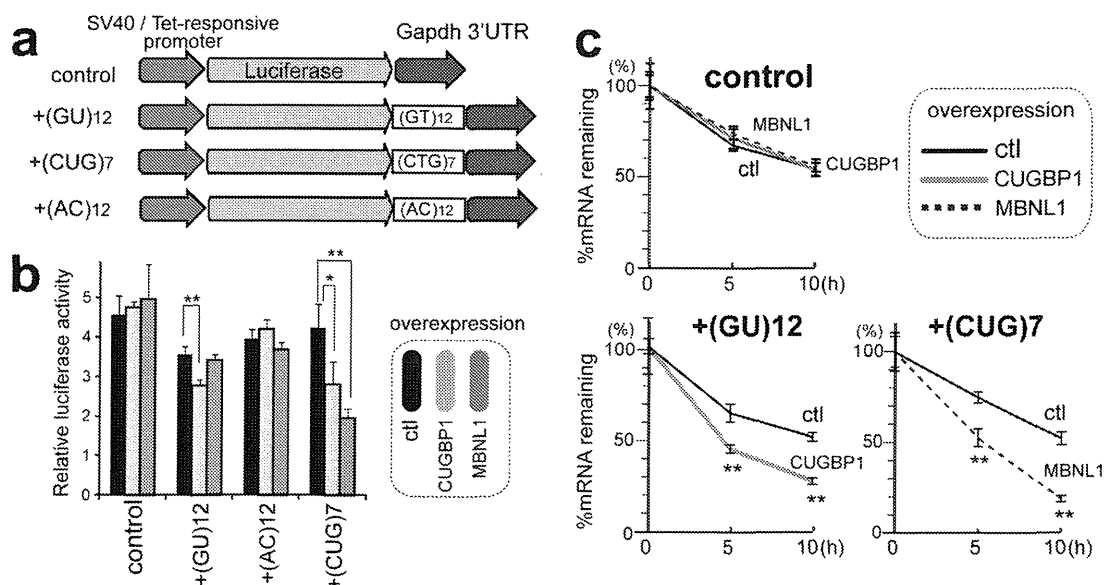 a
SV40 / Tet-responsive
promoter
Gapdh 3'UTR
control
Luciferase
+(GU)12
(GT)12
+(CUG)7
(CTG)7
+(AC)12
(AC)12
b
Relative luciferase activity
5
4
3
2
1
0
**
**
*
control
+(GU)12
+(AC)12
+(CUG)7
overexpression
ctl
CUGBP1
MBNL1
c
control
(%)
100
50
0
%mRNA remaining
MBNL1
ctl
CUGBP1
0 5 10(h)
overexpression
ctl
CUGBP1
MBNL1
+(GU)12
(%)
100
50
0
%mRNA remaining
ctl
CUGBP1
**
**
0 5 10(h)
+(CUG)7
(%)
100
50
0
ctl
MBNL1
**
**
0 5 10(h)